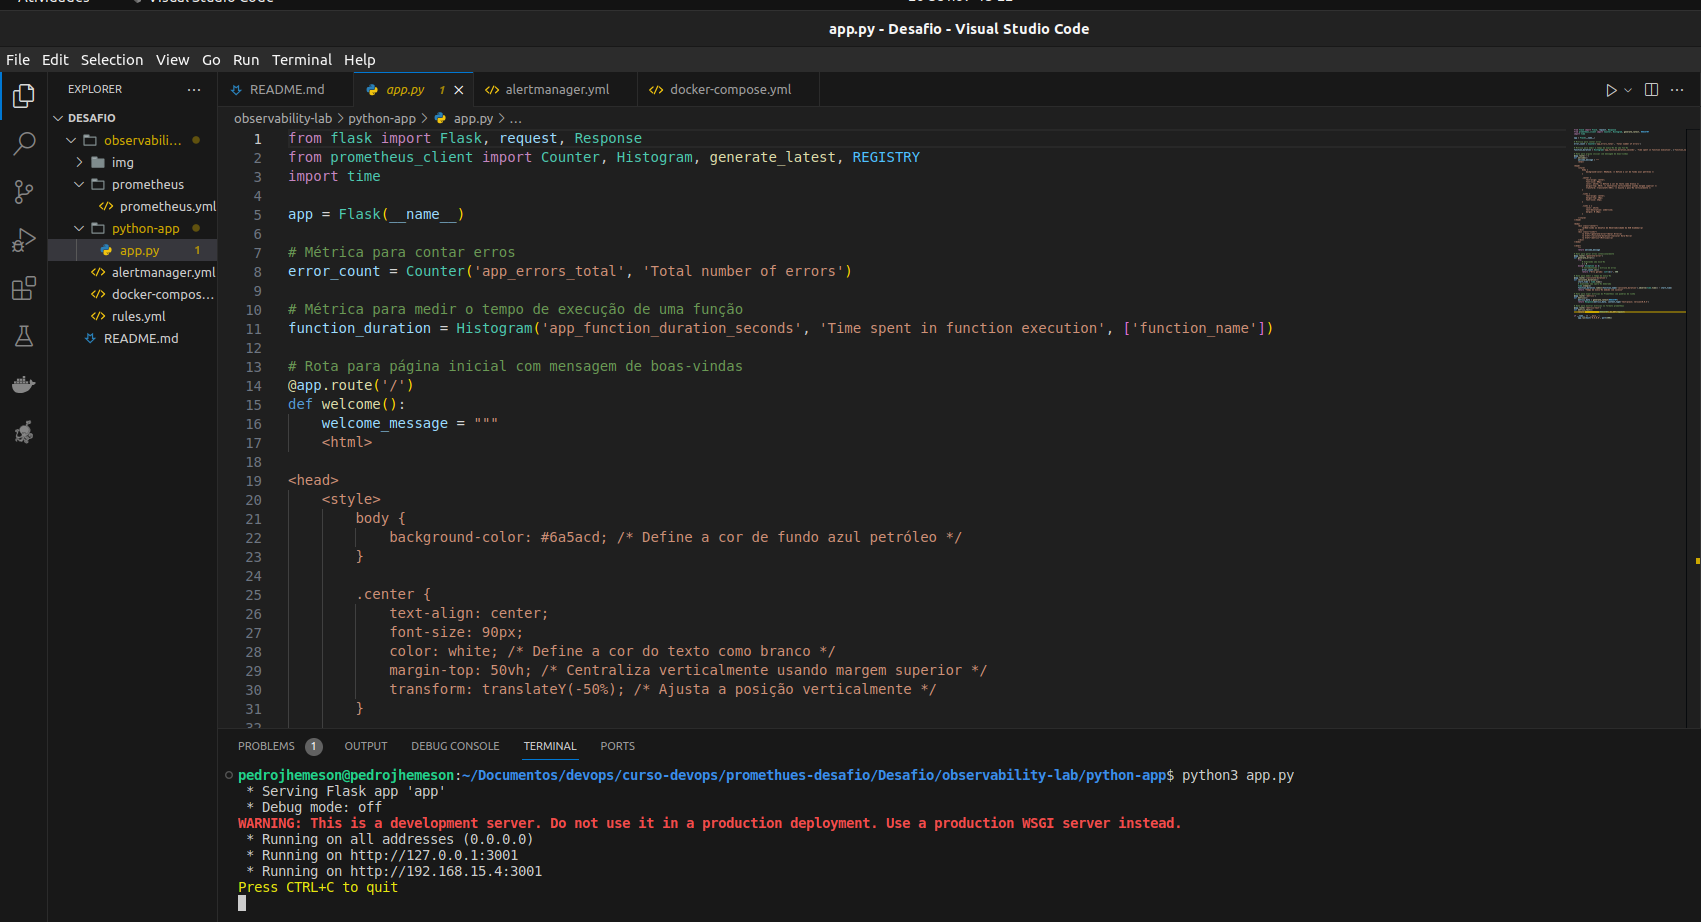 app.py - Desafio - Visual Studio Code
File Edit Selection View Go Run Terminal Help
EXPLORER ...
DESAFIO
observabili...
img
prometheus
prometheus.yml
python-app
app.py 1
alertmanager.yml
docker-compos...
rules.yml
README.md
README.md app.py 1 alertmanager.yml docker-compose.yml
observability-lab > python-app > app.py > ...
1 from flask import Flask, request, Response
2 from prometheus_client import Counter, Histogram, generate_latest, REGISTRY
3 import time
4
5 app = Flask(__name__)
6
7 # Métrica para contar erros
8 error_count = Counter('app_errors_total', 'Total number of errors')
9
10 # Métrica para medir o tempo de execução de uma função
11 function_duration = Histogram('app_function_duration_seconds', 'Time spent in function execution', ['function_name'])
12
13 # Rota para página inicial com mensagem de boas-vindas
14 @app.route('/')
15 def welcome():
16 welcome_message = """
17 <html>
18
19 <head>
20 <style>
21 body {
22 background-color: #6a5acd; /* Define a cor de fundo azul petróleo */
23 }
24
25 .center {
26 text-align: center;
27 font-size: 90px;
28 color: white; /* Define a cor do texto como branco */
29 margin-top: 50vh; /* Centraliza verticalmente usando margem superior */
30 transform: translateY(-50%); /* Ajusta a posição verticalmente */
31 }
PROBLEMS 1 OUTPUT DEBUG CONSOLE TERMINAL PORTS
pedrojhemeson@pedrojhemeson:~/Documentos/devops/curso-devops/promethues-desafio/Desafio/observability-lab/python-app$ python3 app.py
* Serving Flask app 'app'
* Debug mode: off
WARNING: This is a development server. Do not use it in a production deployment. Use a production WSGI server instead.
* Running on all addresses (0.0.0.0)
* Running on http://127.0.0.1:3001
* Running on http://192.168.15.4:3001
Press CTRL+C to quit